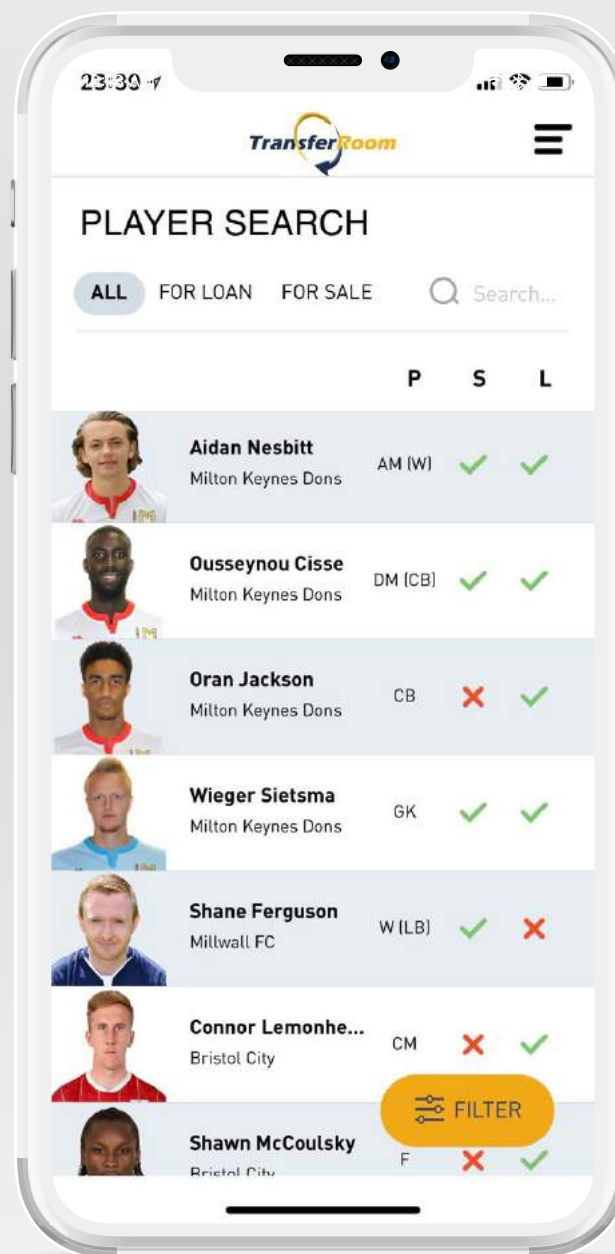 23:39
TransferRoom
PLAYER SEARCH
ALL FOR LOAN FOR SALE Search...
P S L
Aidan Nesbitt
Milton Keynes Dons
AM (W)
Ousseynou Cisse
Milton Keynes Dons
DM (CB)
Oran Jackson
Milton Keynes Dons
CB
Wieger Sietsma
Milton Keynes Dons
GK
Shane Ferguson
Millwall FC
W (LB)
Connor Lemonhe...
Bristol City
CM
FILTER
Shawn McCoulsky
Bristol City
F